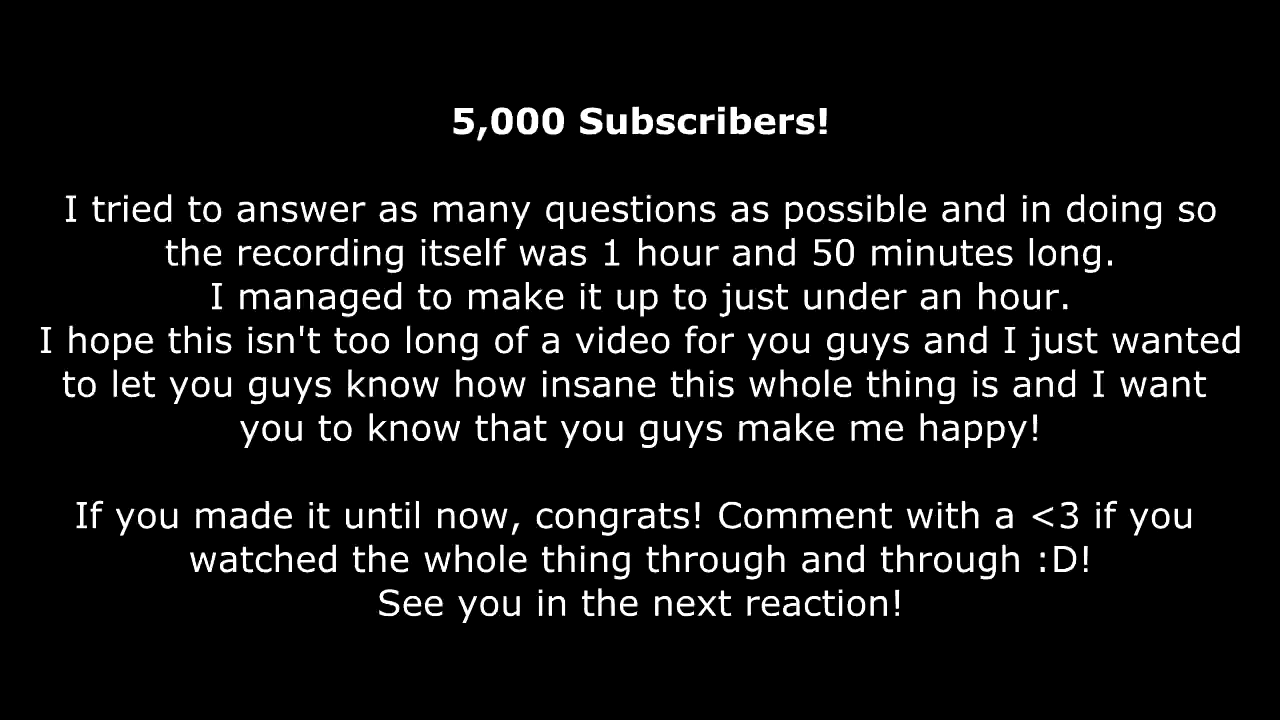 5,000 Subscribers!
I tried to answer as many questions as possible and in doing so
the recording itself was 1 hour and 50 minutes long.
I managed to make it up to just under an hour.
I hope this isn't too long of a video for you guys and I just wanted
to let you guys know how insane this whole thing is and I want
you to know that you guys make me happy!
If you made it until now, congrats! Comment with a <3 if you
watched the whole thing through and through :D!
See you in the next reaction!